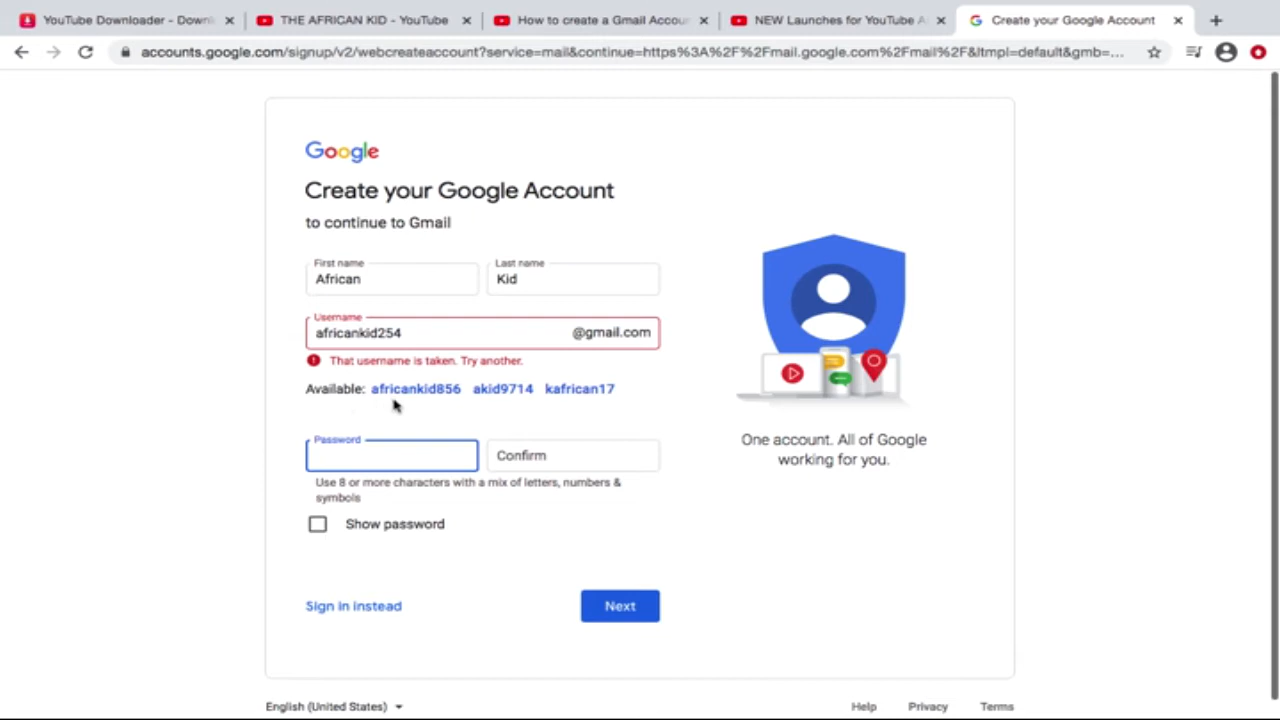 YouTube Downloader - Downl
THE AFRICAN KID - YouTube
How to create a Gmail Accoun
NEW Launches for YouTube A
Create your Google Account
accounts.google.com/signup/v2/webcreateaccount?service=mail&continue=https%3A%2F%2Fmail.google.com%2Fmail%2F&ltmpl=default&gmb=...
Google
Create your Google Account
to continue to Gmail
First name
Last name
African
Kid
Username
africankid254
@gmail.com
That username is taken. Try another.
Available: africankid856 akid9714 kafrican17
Password
Confirm
Use 8 or more characters with a mix of letters, numbers &
symbols
Show password
Sign in instead
Next
One account. All of Google
working for you.
English (United States)
Help
Privacy
Terms